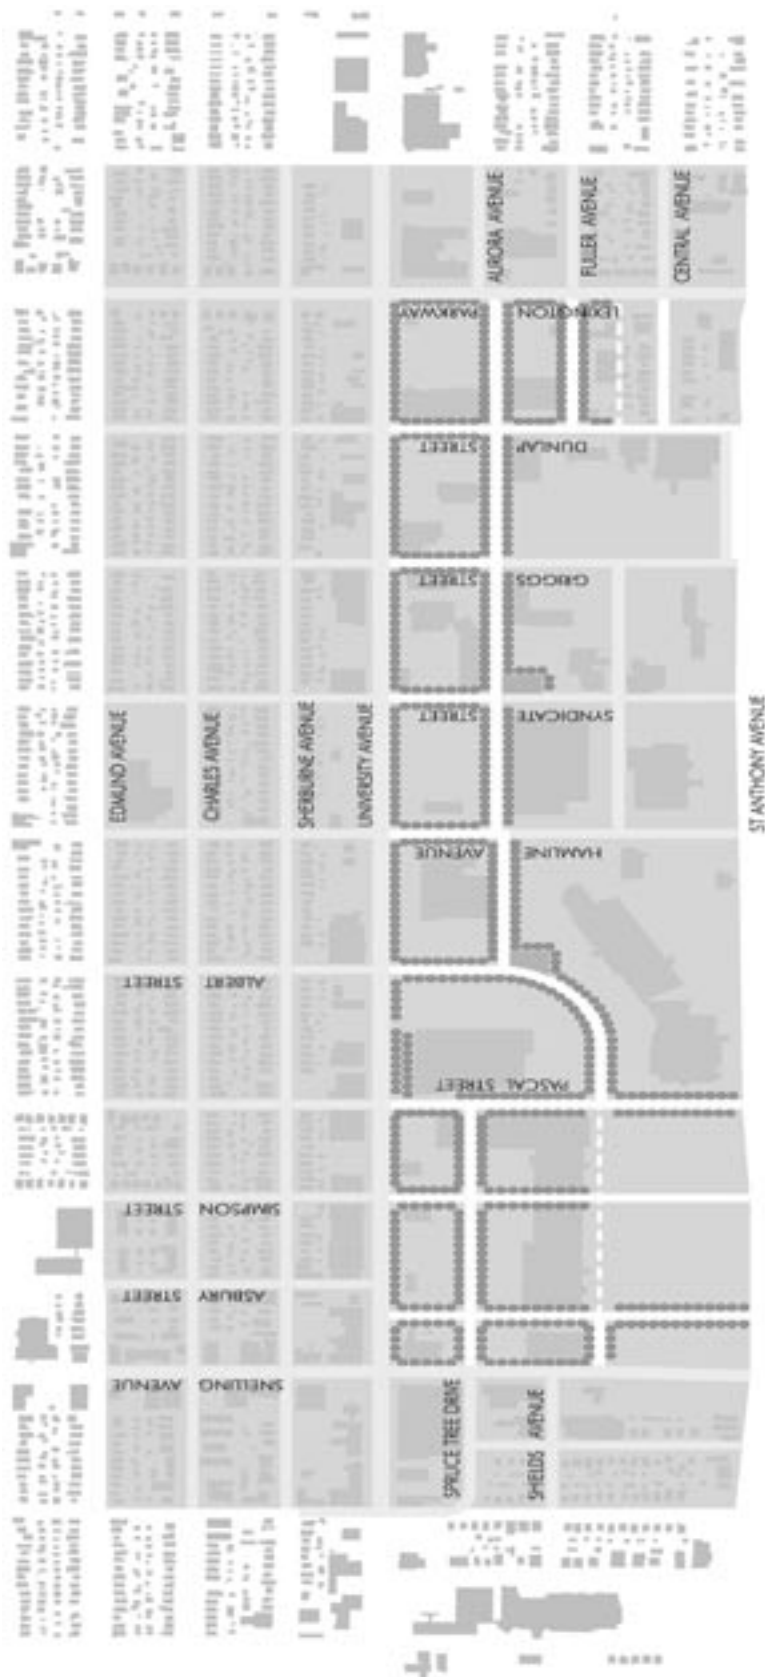 AURORA AVENUE
FULLER AVENUE
CENTRAL AVENUE
LEXINGTON
PARKWAY
DUNLAP
STREET
GRIGGS
STREET
SYNDICATE
STREET
HAMLINE
AVENUE
EDMUND AVENUE
CHARLES AVENUE
SHERBURNE AVENUE
UNIVERSITY AVENUE
ST ANTHONY AVENUE
ALBERT
STREET
PASCAL STREET
SIMPSON
STREET
ASBURY
STREET
SNELLING
AVENUE
SPRUCE TREE DRIVE
SHIELDS AVENUE